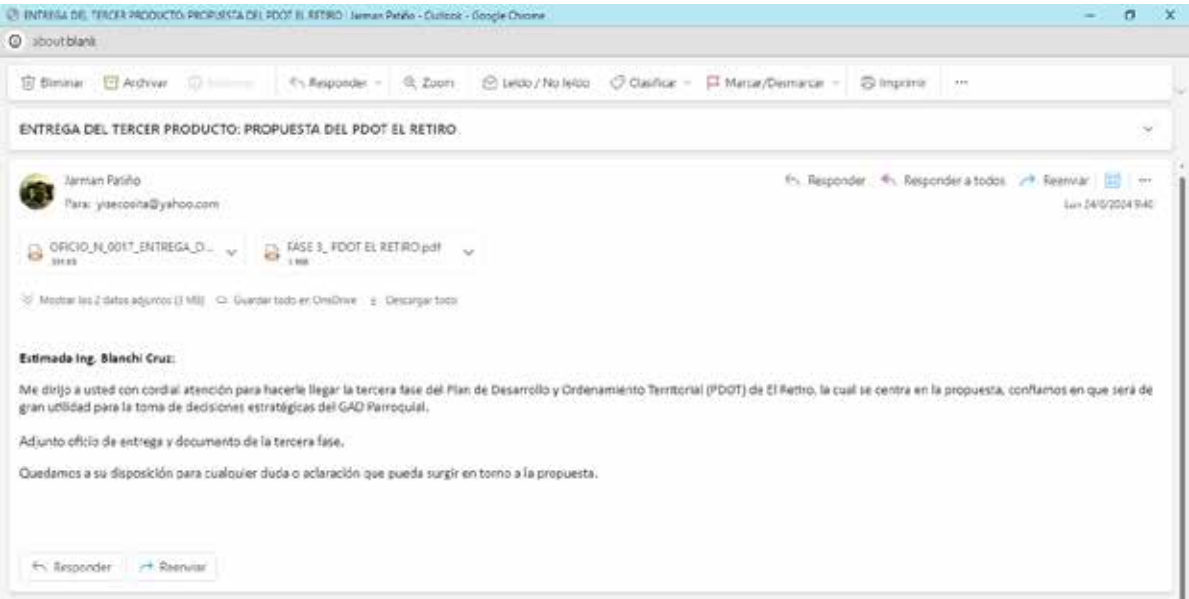 ENTREGA DEL TERCER PRODUCTO: PROPUESTA DEL PDOT EL RETIRO: Jarman Patiño - Outlook - Google Chrome
about:blank
Eliminar Archivar Responder Zoom Leído / No leído Clasificar Marcar/Desmarcar Imprimir ...
ENTREGA DEL TERCER PRODUCTO: PROPUESTA DEL PDOT EL RETIRO
Jarman Patiño
Responder Responder a todos Reenviar ...
Para:
Lun 24/6/2024 9:40
OFICIO_N_0017_ENTREGA_D... FASE 3_ PDOT EL RETIRO.pdf
1 MB
Mostrar los 2 datos adjuntos (3 MB) Guardar todo en OneDrive Descargar todo
Estimada Ing. Blanchi Cruz:
Me dirijo a usted con cordial atención para hacerle llegar la tercera fase del Plan de Desarrollo y Ordenamiento Territorial (PDOT) de El Retiro, la cual se centra en la propuesta, confiamos en que será de
gran utilidad para la toma de decisiones estratégicas del GAD Parroquial.
Adjunto oficio de entrega y documento de la tercera fase.
Quedamos a su disposición para cualquier duda o aclaración que pueda surgir en torno a la propuesta.
Responder Reenviar